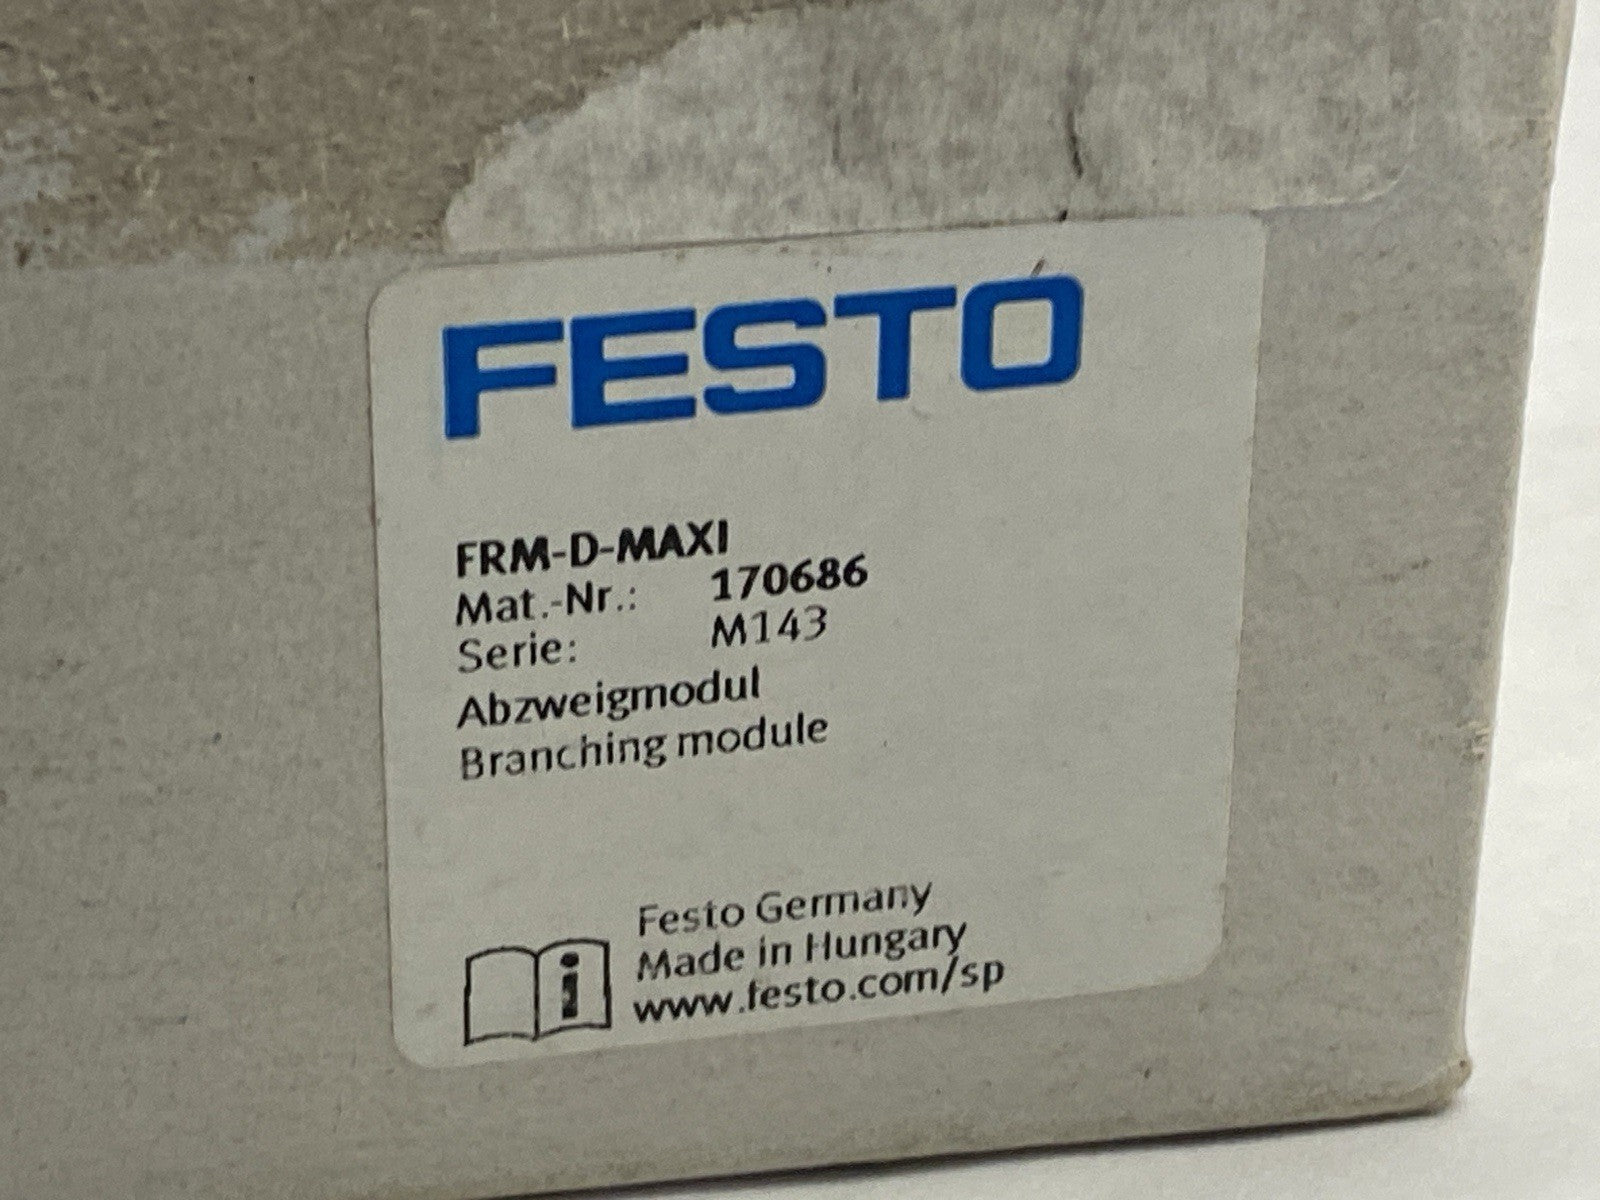 FESTO
FRM-D-MAXI
Mat.-Nr.: 170686
Serie: M143
Abzweigmodul
Branching module
Festo Germany
Made in Hungary
i www.festo.com/sp